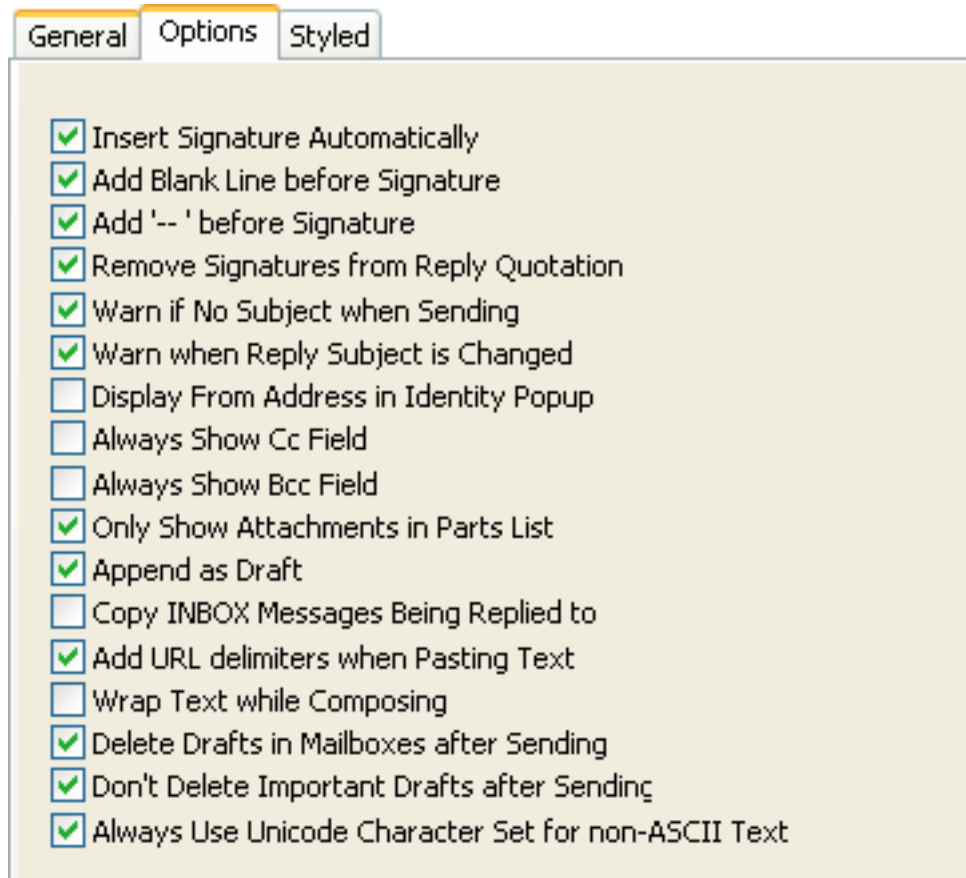 General Options Styled
Insert Signature Automatically
Add Blank Line before Signature
Add '-- ' before Signature
Remove Signatures from Reply Quotation
Warn if No Subject when Sending
Warn when Reply Subject is Changed
Display From Address in Identity Popup
Always Show Cc Field
Always Show Bcc Field
Only Show Attachments in Parts List
Append as Draft
Copy INBOX Messages Being Replied to
Add URL delimiters when Pasting Text
Wrap Text while Composing
Delete Drafts in Mailboxes after Sending
Don't Delete Important Drafts after Sending
Always Use Unicode Character Set for non-ASCII Text